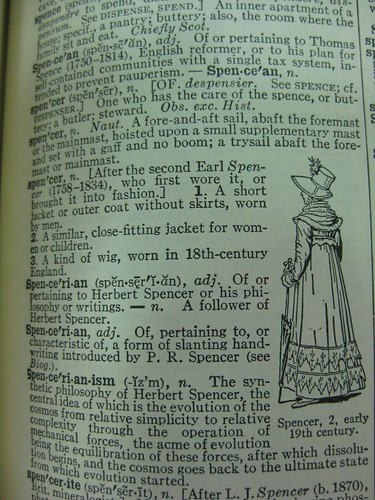 spence
despendre to spend,
pensum. See DISPENSE, SPEND.] An inner apartment of a
house; specif., a pantry; buttery; also, the room where the
family sit and eat. Chiefly Scot.
Spen-ce'an (spĕn-sē'ăn), adj. Of or pertaining to Thomas
Spence (1750-1814), English reformer, or to his plan for
self-contained communities with a single tax system, in-
tended to prevent pauperism. — Spen-ce'an, n.
spen'cer (spĕn'sẽr), n. [OF. despensier. See SPENCE; cf.
DISPENSER.] One who has the care of the spence, or but-
tery; a butler; steward. Obs. exc. Hist.
spen'cer, n. Naut. A fore-and-aft sail, abaft the foremast
or the mainmast, hoisted upon a small supplementary mast
and set with a gaff and no boom; a trysail abaft the fore-
mast or mainmast.
spen'cer, n. [After the second Earl Spen-
cer (1758-1834), who first wore it, or
brought it into fashion.] 1. A short
jacket or outer coat without skirts, worn
by men.
2. A similar, close-fitting jacket for wom-
en or children.
3. A kind of wig, worn in 18th-century
England.
Spen-ce'ri-an (spĕn-sēr'ĭ-ăn), adj. Of or
pertaining to Herbert Spencer or his phi-
losophy or writings. — n. A follower of
Herbert Spencer.
Spen-ce'ri-an, adj. Of, pertaining to, or
characteristic of, a form of slanting hand-
writing introduced by P. R. Spencer (see
Biog.).
Spen-ce'ri-an-ism (-ĭz'm), n. The syn-
thetic philosophy of Herbert Spencer, the
central idea of which is the evolution of the
cosmos from relative simplicity to relative
complexity through the operation of
mechanical forces, the acme of evolution
being the equilibration of these forces, after which dissolu-
tion begins, and the cosmos goes back to the ultimate state
from which evolution started.
spen'cer-ite (spĕn'sẽr-īt), n. [After L. J. Spencer (b. 1870),
Brit. mineralogist
Spencer, 2, early
19th century.